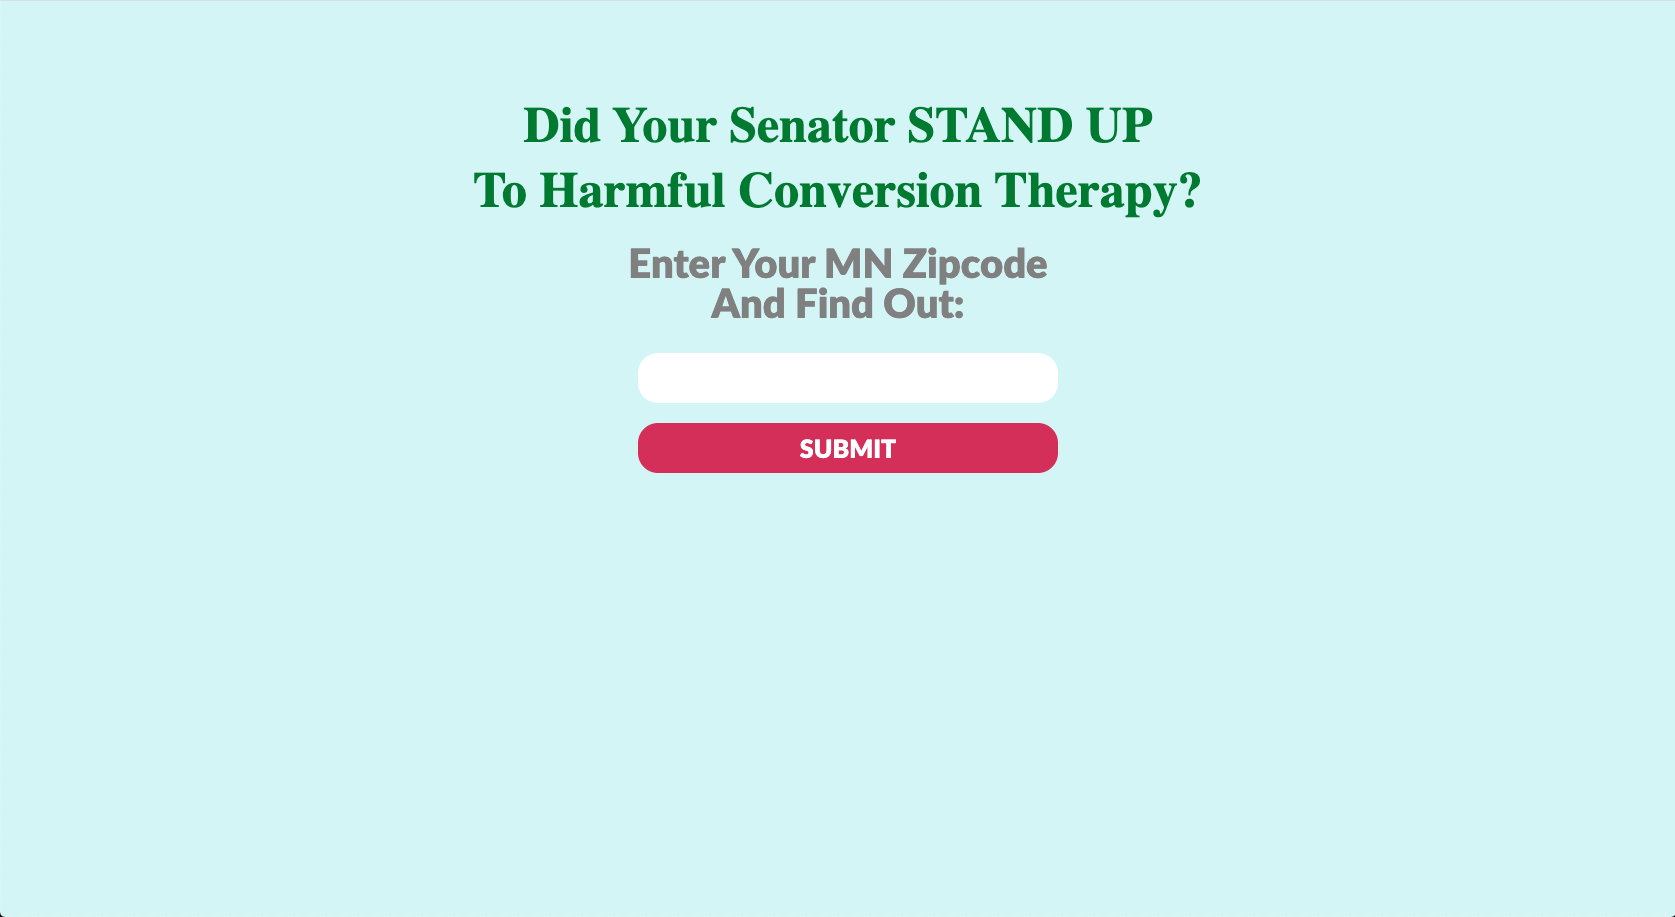 Did Your Senator STAND UP
To Harmful Conversion Therapy?
Enter Your MN Zipcode
And Find Out:
SUBMIT